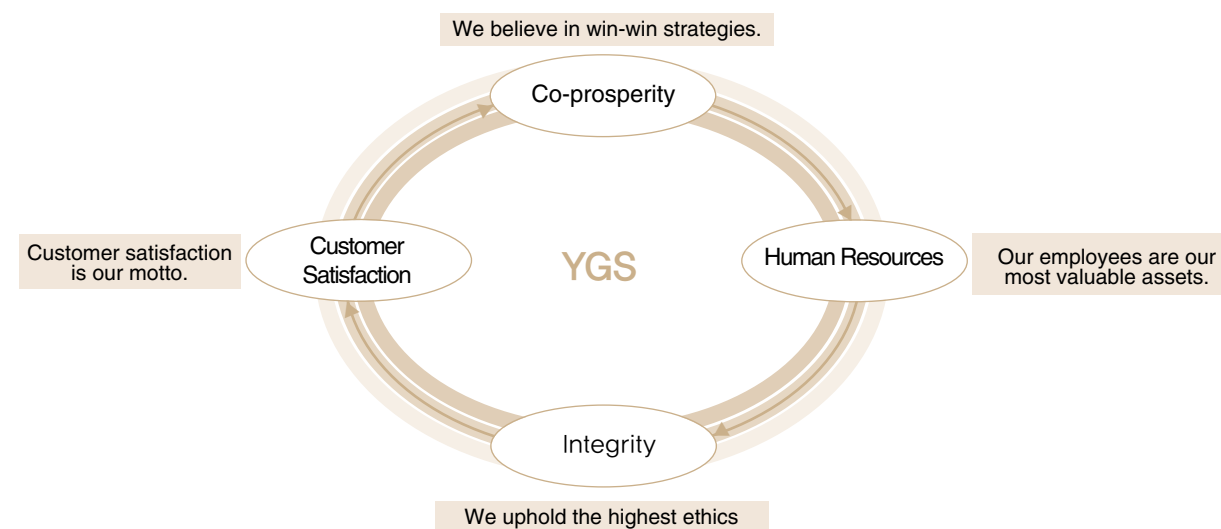 We believe in win-win strategies.
Co-prosperity
Customer satisfaction
is our motto.
Customer
Satisfaction
YGS
Human Resources
Our employees are our
most valuable assets.
Integrity
We uphold the highest ethics